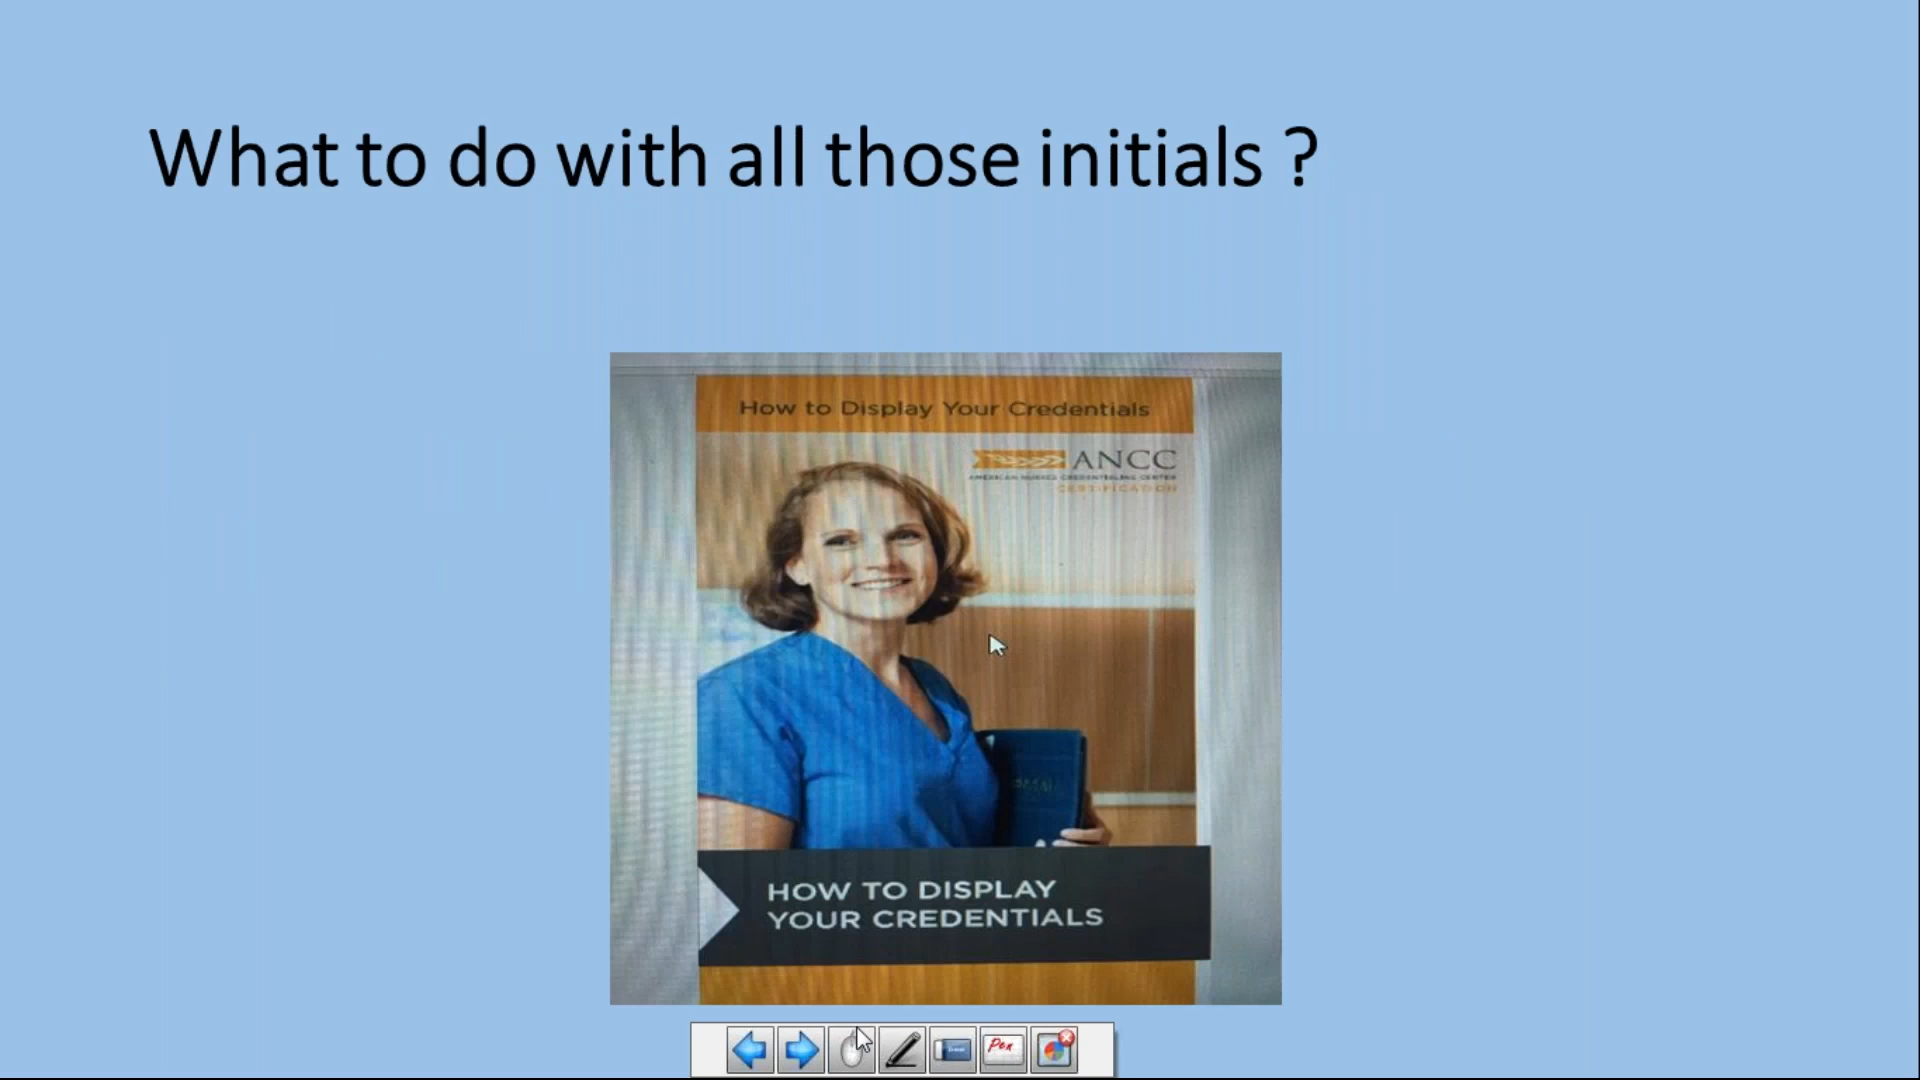 What to do with all those initials ?
How to Display Your Credentials
ANCC
AMERICAN NURSES CREDENTIALING CENTER
CERTIFICATION
HOW TO DISPLAY
YOUR CREDENTIALS
Pen